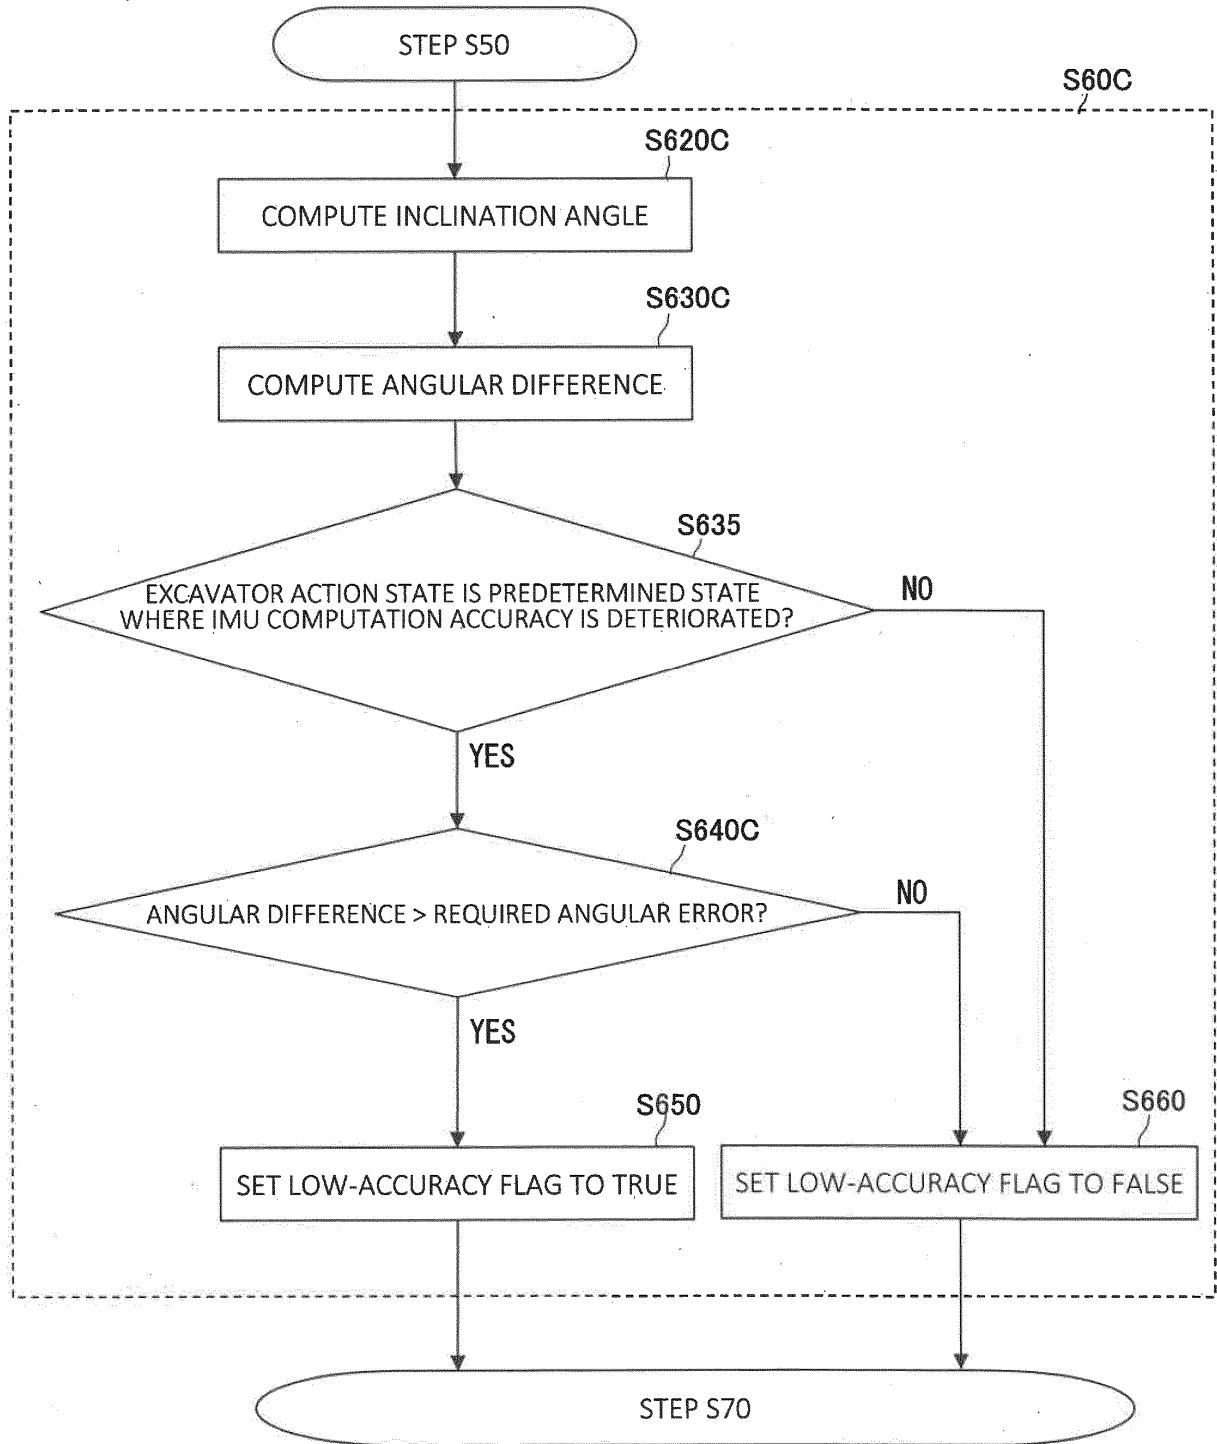 STEP S50
S60C
S620C
COMPUTE INCLINATION ANGLE
S630C
COMPUTE ANGULAR DIFFERENCE
S635
EXCAVATOR ACTION STATE IS PREDETERMINED STATE
WHERE IMU COMPUTATION ACCURACY IS DETERIORATED?
NO
YES
S640C
ANGULAR DIFFERENCE > REQUIRED ANGULAR ERROR?
NO
YES
S650
SET LOW-ACCURACY FLAG TO TRUE
S660
SET LOW-ACCURACY FLAG TO FALSE
STEP S70